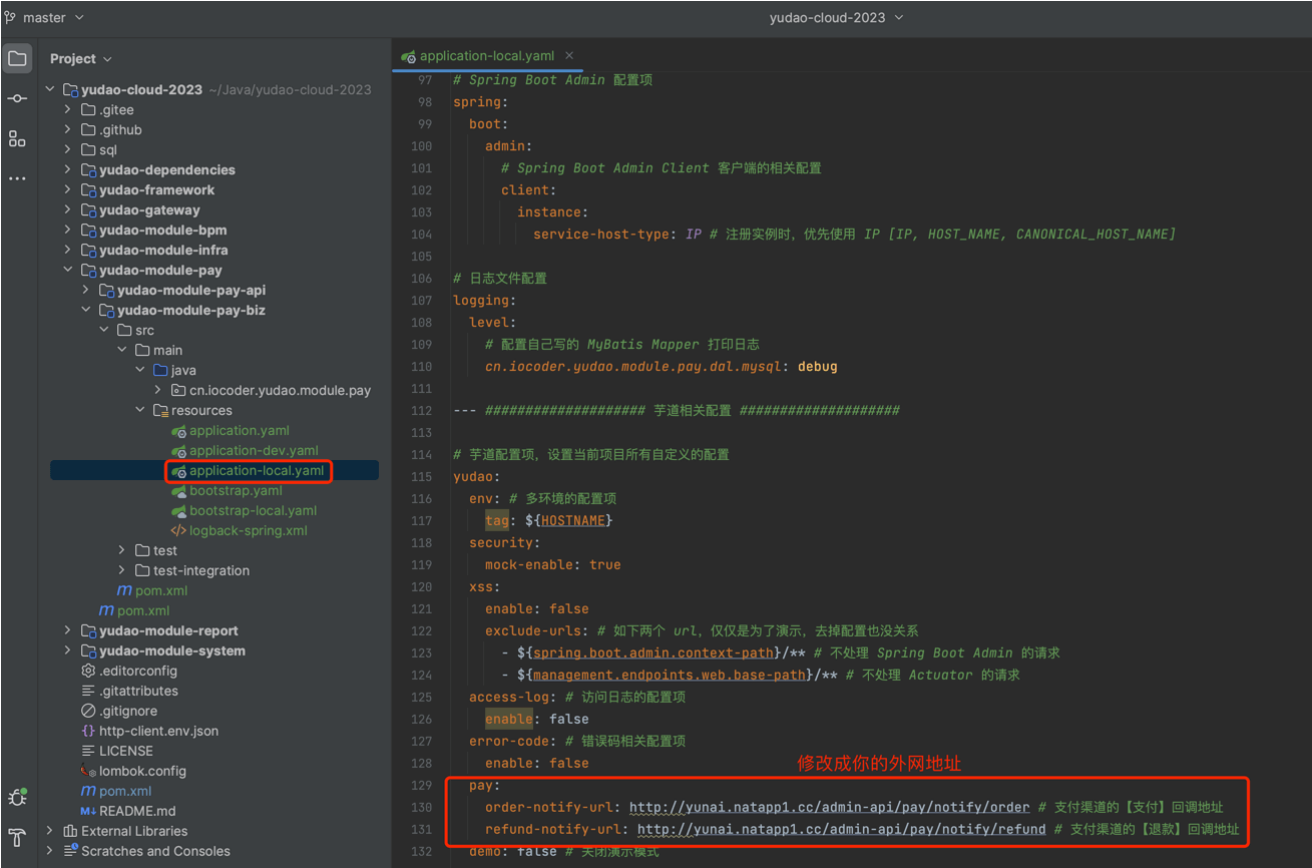 master
yudao-cloud-2023
Project
application-local.yaml
yudao-cloud-2023 ~/Java/yudao-cloud-2023
.gitee
.github
sql
yudao-dependencies
yudao-framework
yudao-gateway
yudao-module-bpm
yudao-module-infra
yudao-module-pay
yudao-module-pay-api
yudao-module-pay-biz
src
main
java
cn.iocoder.yudao.module.pay
resources
application.yaml
application-dev.yaml
application-local.yaml
bootstrap.yaml
bootstrap-local.yaml
</> logback-spring.xml
test
test-integration
m pom.xml
m pom.xml
yudao-module-report
yudao-module-system
.editorconfig
.gitattributes
.gitignore
{} http-client.env.json
LICENSE
lombok.config
m pom.xml
M↓ README.md
External Libraries
Scratches and Consoles
97 # Spring Boot Admin 配置项
98 spring:
99 boot:
100 admin:
101 # Spring Boot Admin Client 客户端的相关配置
102 client:
103 instance:
104 service-host-type: IP # 注册实例时，优先使用 IP [IP, HOST_NAME, CANONICAL_HOST_NAME]
105
106 # 日志文件配置
107 logging:
108 level:
109 # 配置自己写的 MyBatis Mapper 打印日志
110 cn.iocoder.yudao.module.pay.dal.mysql: debug
111
112 --- #################### 芋道相关配置 ####################
113
114 # 芋道配置项，设置当前项目所有自定义的配置
115 yudao:
116 env: # 多环境的配置项
117 tag: ${HOSTNAME}
118 security:
119 mock-enable: true
120 xss:
121 enable: false
122 exclude-urls: # 如下两个 url，仅仅是为了演示，去掉配置也没关系
123 - ${spring.boot.admin.context-path}/** # 不处理 Spring Boot Admin 的请求
124 - ${management.endpoints.web.base-path}/** # 不处理 Actuator 的请求
125 access-log: # 访问日志的配置项
126 enable: false
127 error-code: # 错误码相关配置项
128 enable: false
修改成你的外网地址
129 pay:
130 order-notify-url: http://yunai.natapp1.cc/admin-api/pay/notify/order # 支付渠道的【支付】回调地址
131 refund-notify-url: http://yunai.natapp1.cc/admin-api/pay/notify/refund # 支付渠道的【退款】回调地址
132 demo: false # 关闭演示模式